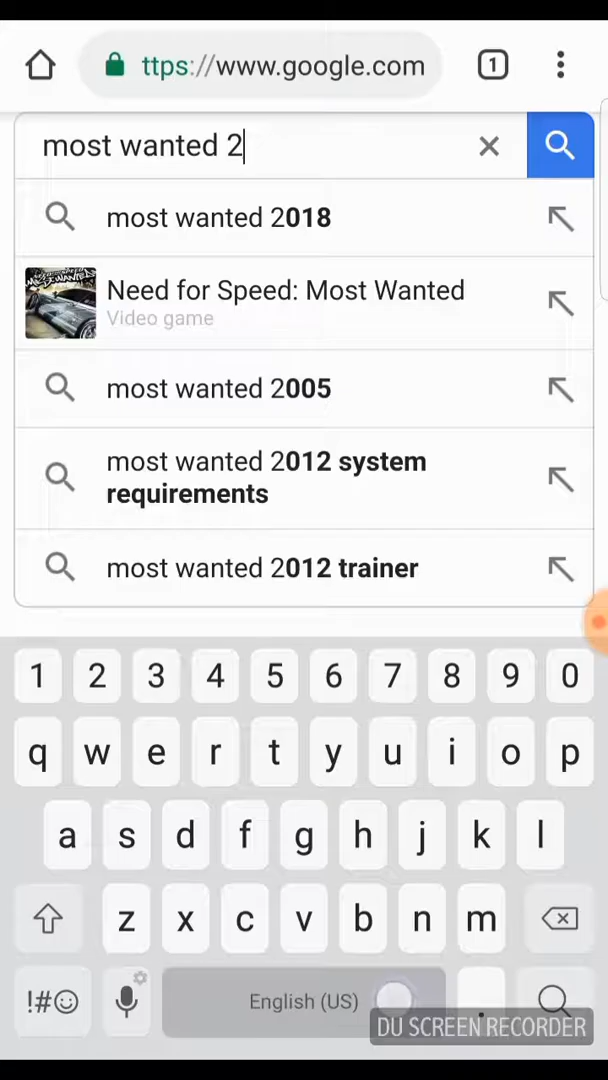 ttps://www.google.com
1
most wanted 2
most wanted 2018
Need for Speed: Most Wanted
Video game
most wanted 2005
most wanted 2012 system
requirements
most wanted 2012 trainer
1 2 3 4 5 6 7 8 9 0
q w e r t y u i o p
a s d f g h j k l
z x c v b n m
!#☺ English (US) .
DU SCREEN RECORDER